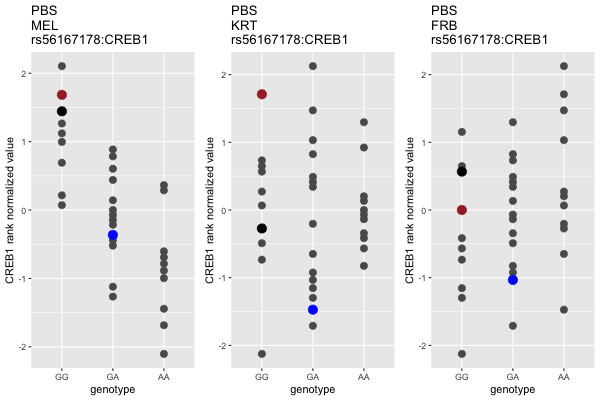 PBS
MEL
rs56167178:CREB1
CREB1 rank normalized value
2
1
0
-1
-2
GG
GA
AA
genotype
PBS
KRT
rs56167178:CREB1
CREB1 rank normalized value
2
1
0
-1
-2
GG
GA
AA
genotype
PBS
FRB
rs56167178:CREB1
CREB1 rank normalized value
2
1
0
-1
-2
GG
GA
AA
genotype